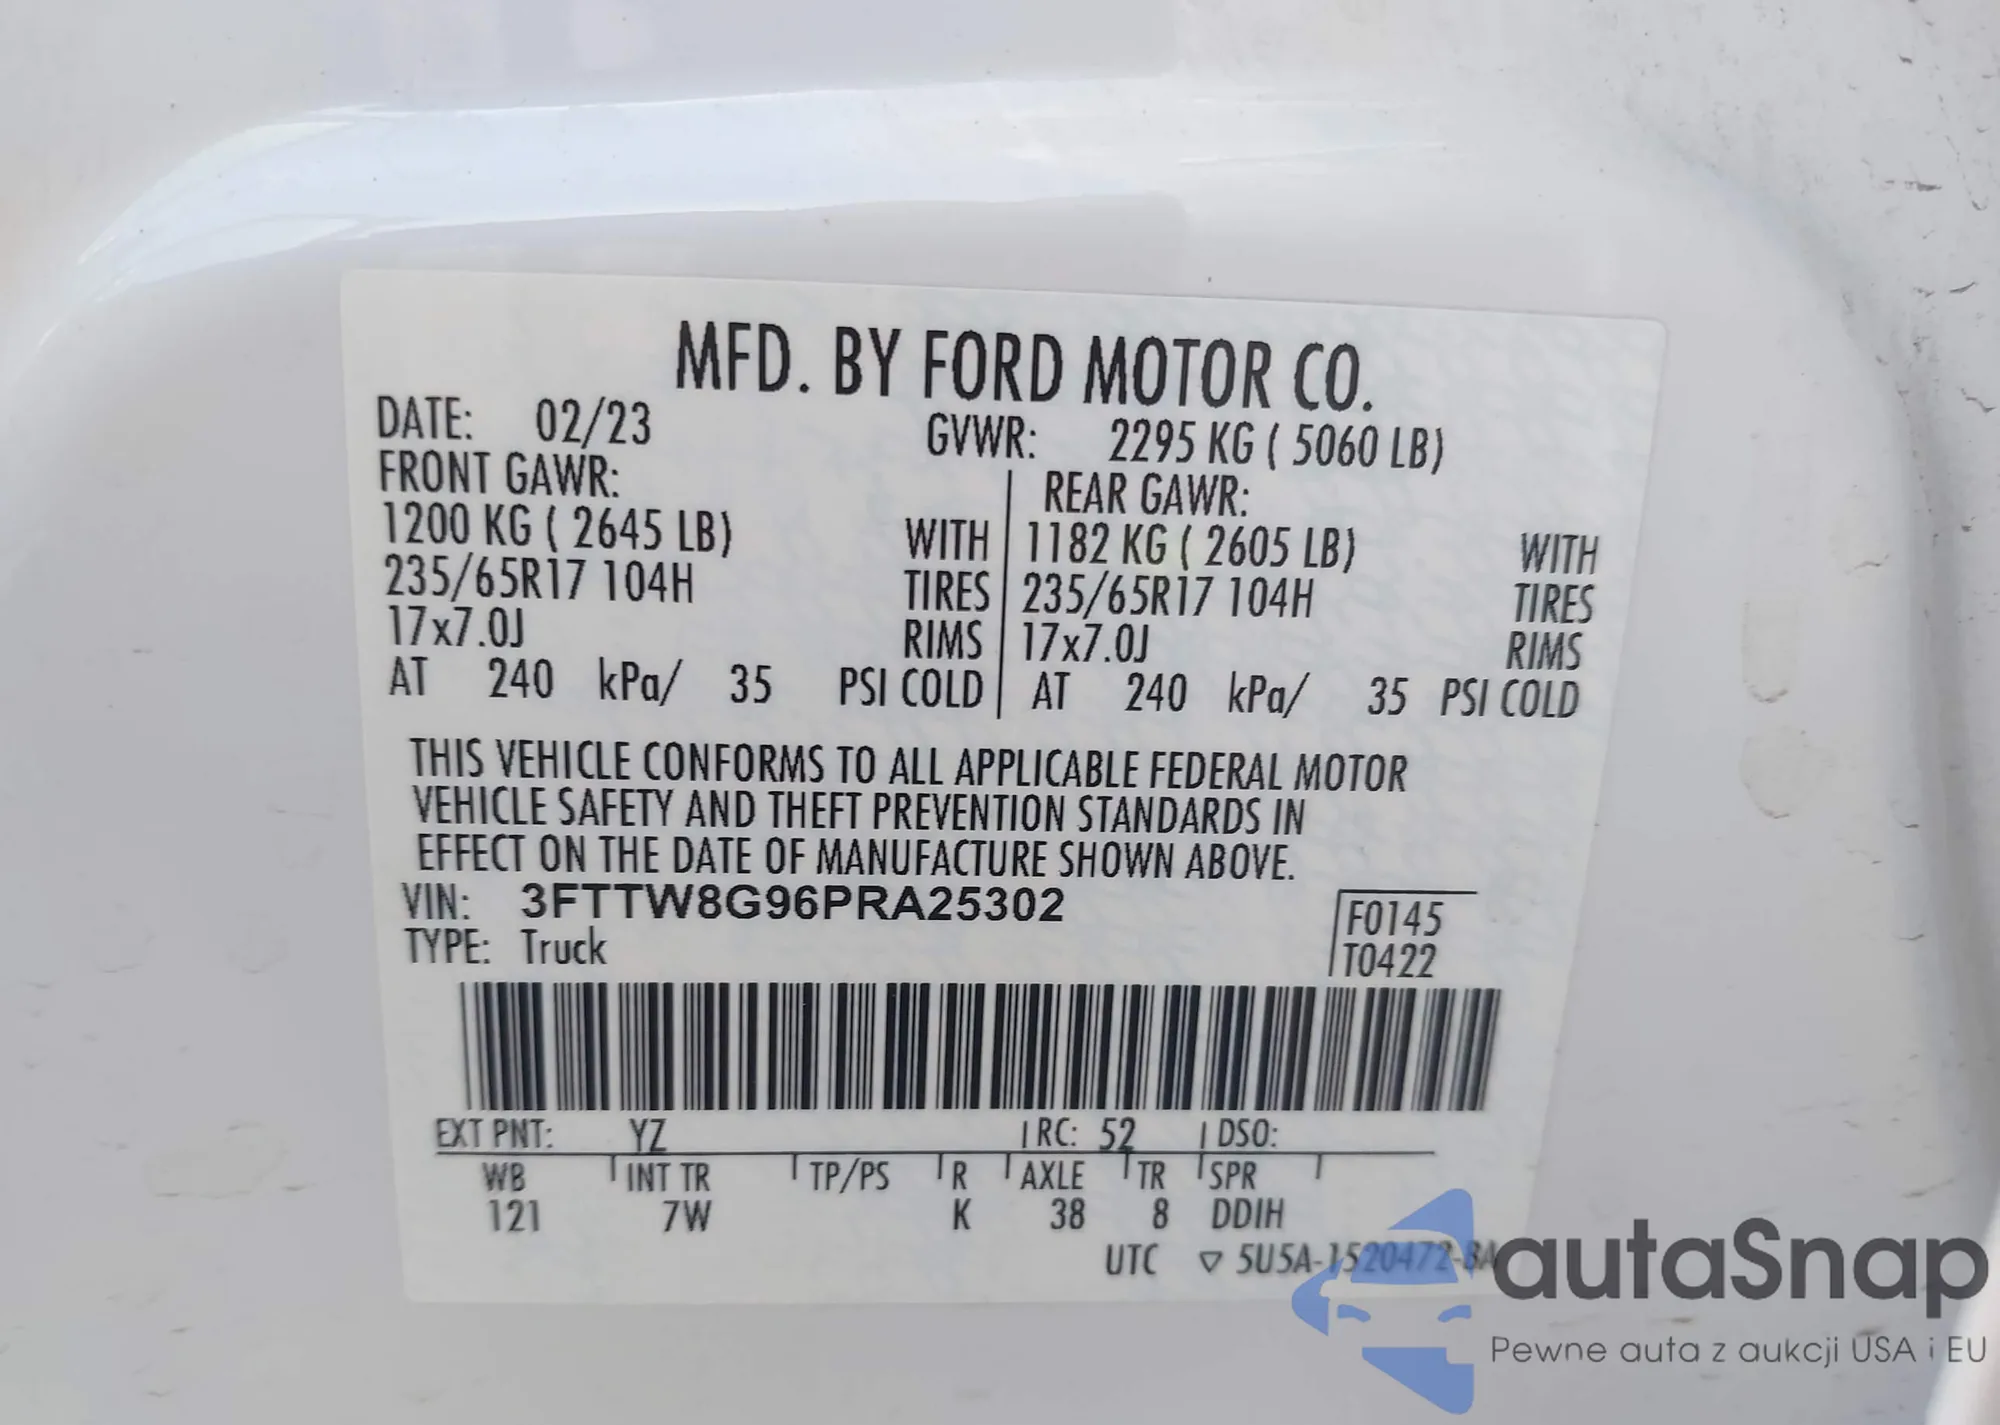 MFD. BY FORD MOTOR CO.
DATE: 02/23 GVWR: 2295 KG ( 5060 LB)
FRONT GAWR: REAR GAWR:
1200 KG ( 2645 LB) WITH 1182 KG ( 2605 LB) WITH
235/65R17 104H TIRES 235/65R17 104H TIRES
17x7.0J RIMS 17x7.0J RIMS
AT 240 kPa/ 35 PSI COLD AT 240 kPa/ 35 PSI COLD
THIS VEHICLE CONFORMS TO ALL APPLICABLE FEDERAL MOTOR
VEHICLE SAFETY AND THEFT PREVENTION STANDARDS IN
EFFECT ON THE DATE OF MANUFACTURE SHOWN ABOVE.
VIN: 3FTTW8G96PRA25302 F0145
TYPE: Truck T0422
EXT PNT: YZ RC: 52 DSO:
WB INT TR TP/PS R AXLE TR SPR
121 7W K 38 8 DDIH
UTC ▽ 5U5A-1520472-BA
autaSnap
Pewne auta z aukcji USA i EU